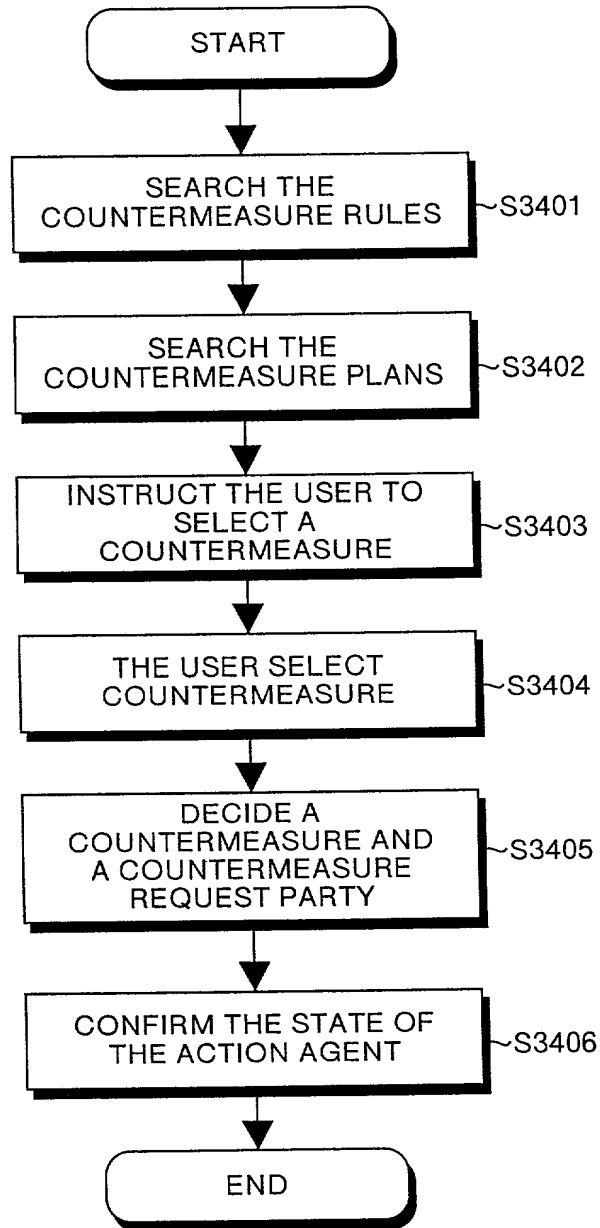 START
SEARCH THE
COUNTERMEASURE RULES
~S3401
SEARCH THE
COUNTERMEASURE PLANS
~S3402
INSTRUCT THE USER TO
SELECT A
COUNTERMEASURE
~S3403
THE USER SELECT
COUNTERMEASURE
~S3404
DECIDE A
COUNTERMEASURE AND
A COUNTERMEASURE
REQUEST PARTY
~S3405
CONFIRM THE STATE OF
THE ACTION AGENT
~S3406
END